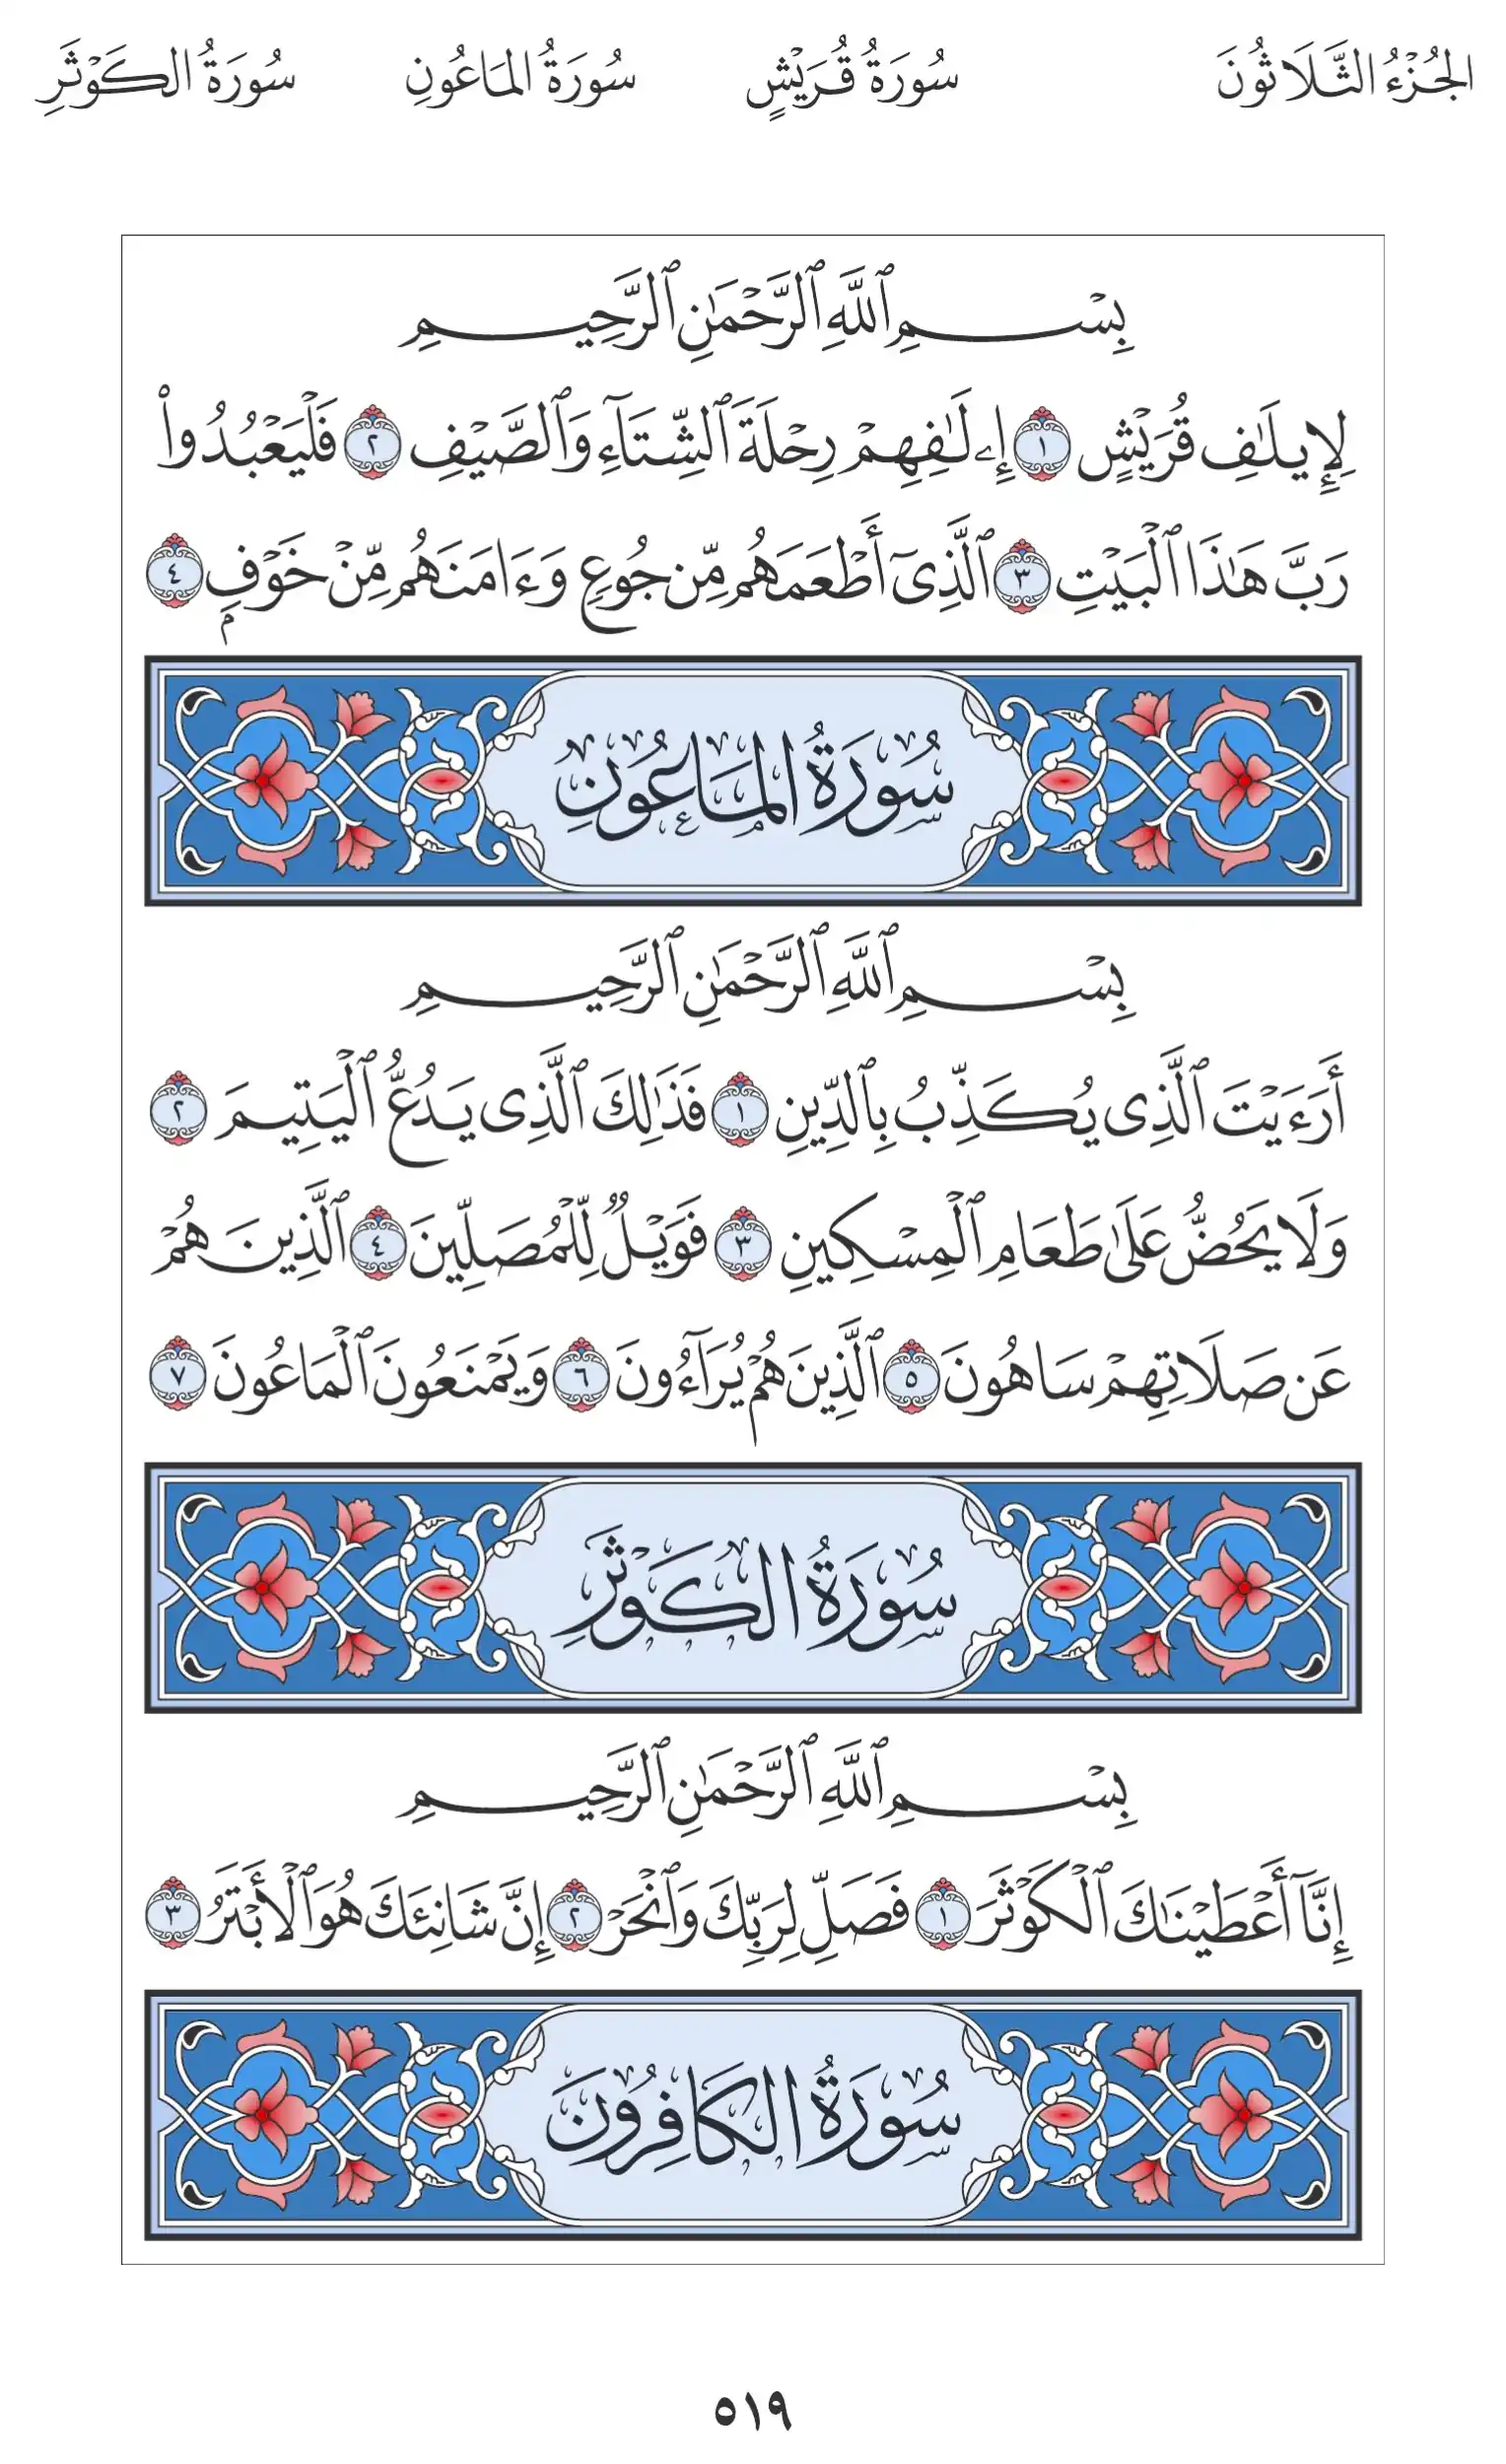 الجُزْءُ الثَّلَاثُونَ سُورَةُ قُرَيْشٍ سُورَةُ المَاعُونِ سُورَةُ الكَوْثَرِ
بِسْمِ ٱللَّهِ ٱلرَّحْمَٰنِ ٱلرَّحِيمِ
لِإِيلَٰفِ قُرَيْشٍ ١ إِۦلَٰفِهِمْ رِحْلَةَ ٱلشِّتَآءِ وَٱلصَّيْفِ ٢ فَلْيَعْبُدُوا۟
رَبَّ هَٰذَا ٱلْبَيْتِ ٣ ٱلَّذِىٓ أَطْعَمَهُم مِّن جُوعٍ وَءَامَنَهُم مِّنْ خَوْفٍۭ ٤
سُورَةُ المَاعُونِ
بِسْمِ ٱللَّهِ ٱلرَّحْمَٰنِ ٱلرَّحِيمِ
أَرَءَيْتَ ٱلَّذِى يُكَذِّبُ بِٱلدِّينِ ١ فَذَٰلِكَ ٱلَّذِى يَدُعُّ ٱلْيَتِيمَ ٢
وَلَا يَحُضُّ عَلَىٰ طَعَامِ ٱلْمِسْكِينِ ٣ فَوَيْلٌ لِّلْمُصَلِّينَ ٤ ٱلَّذِينَ هُمْ
عَن صَلَاتِهِمْ سَاهُونَ ٥ ٱلَّذِينَ هُمْ يُرَآءُونَ ٦ وَيَمْنَعُونَ ٱلْمَاعُونَ ٧
سُورَةُ الكَوْثَرِ
بِسْمِ ٱللَّهِ ٱلرَّحْمَٰنِ ٱلرَّحِيمِ
إِنَّآ أَعْطَيْنَٰكَ ٱلْكَوْثَرَ ١ فَصَلِّ لِرَبِّكَ وَٱنْحَرْ ٢ إِنَّ شَانِئَكَ هُوَ ٱلْأَبْتَرُ ٣
سُورَةُ الكَافِرُونَ
٥١٩